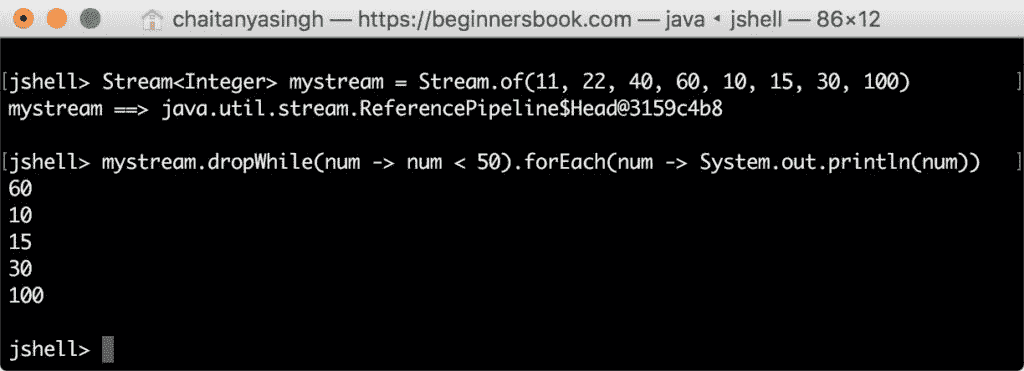 chaitanyasingh — https://beginnersbook.com — java ◂ jshell — 86×12
[jshell> Stream<Integer> mystream = Stream.of(11, 22, 40, 60, 10, 15, 30, 100) ]
mystream ==> java.util.stream.ReferencePipeline$Head@3159c4b8
[jshell> mystream.dropWhile(num -> num < 50).forEach(num -> System.out.println(num)) ]
60
10
15
30
100
jshell>